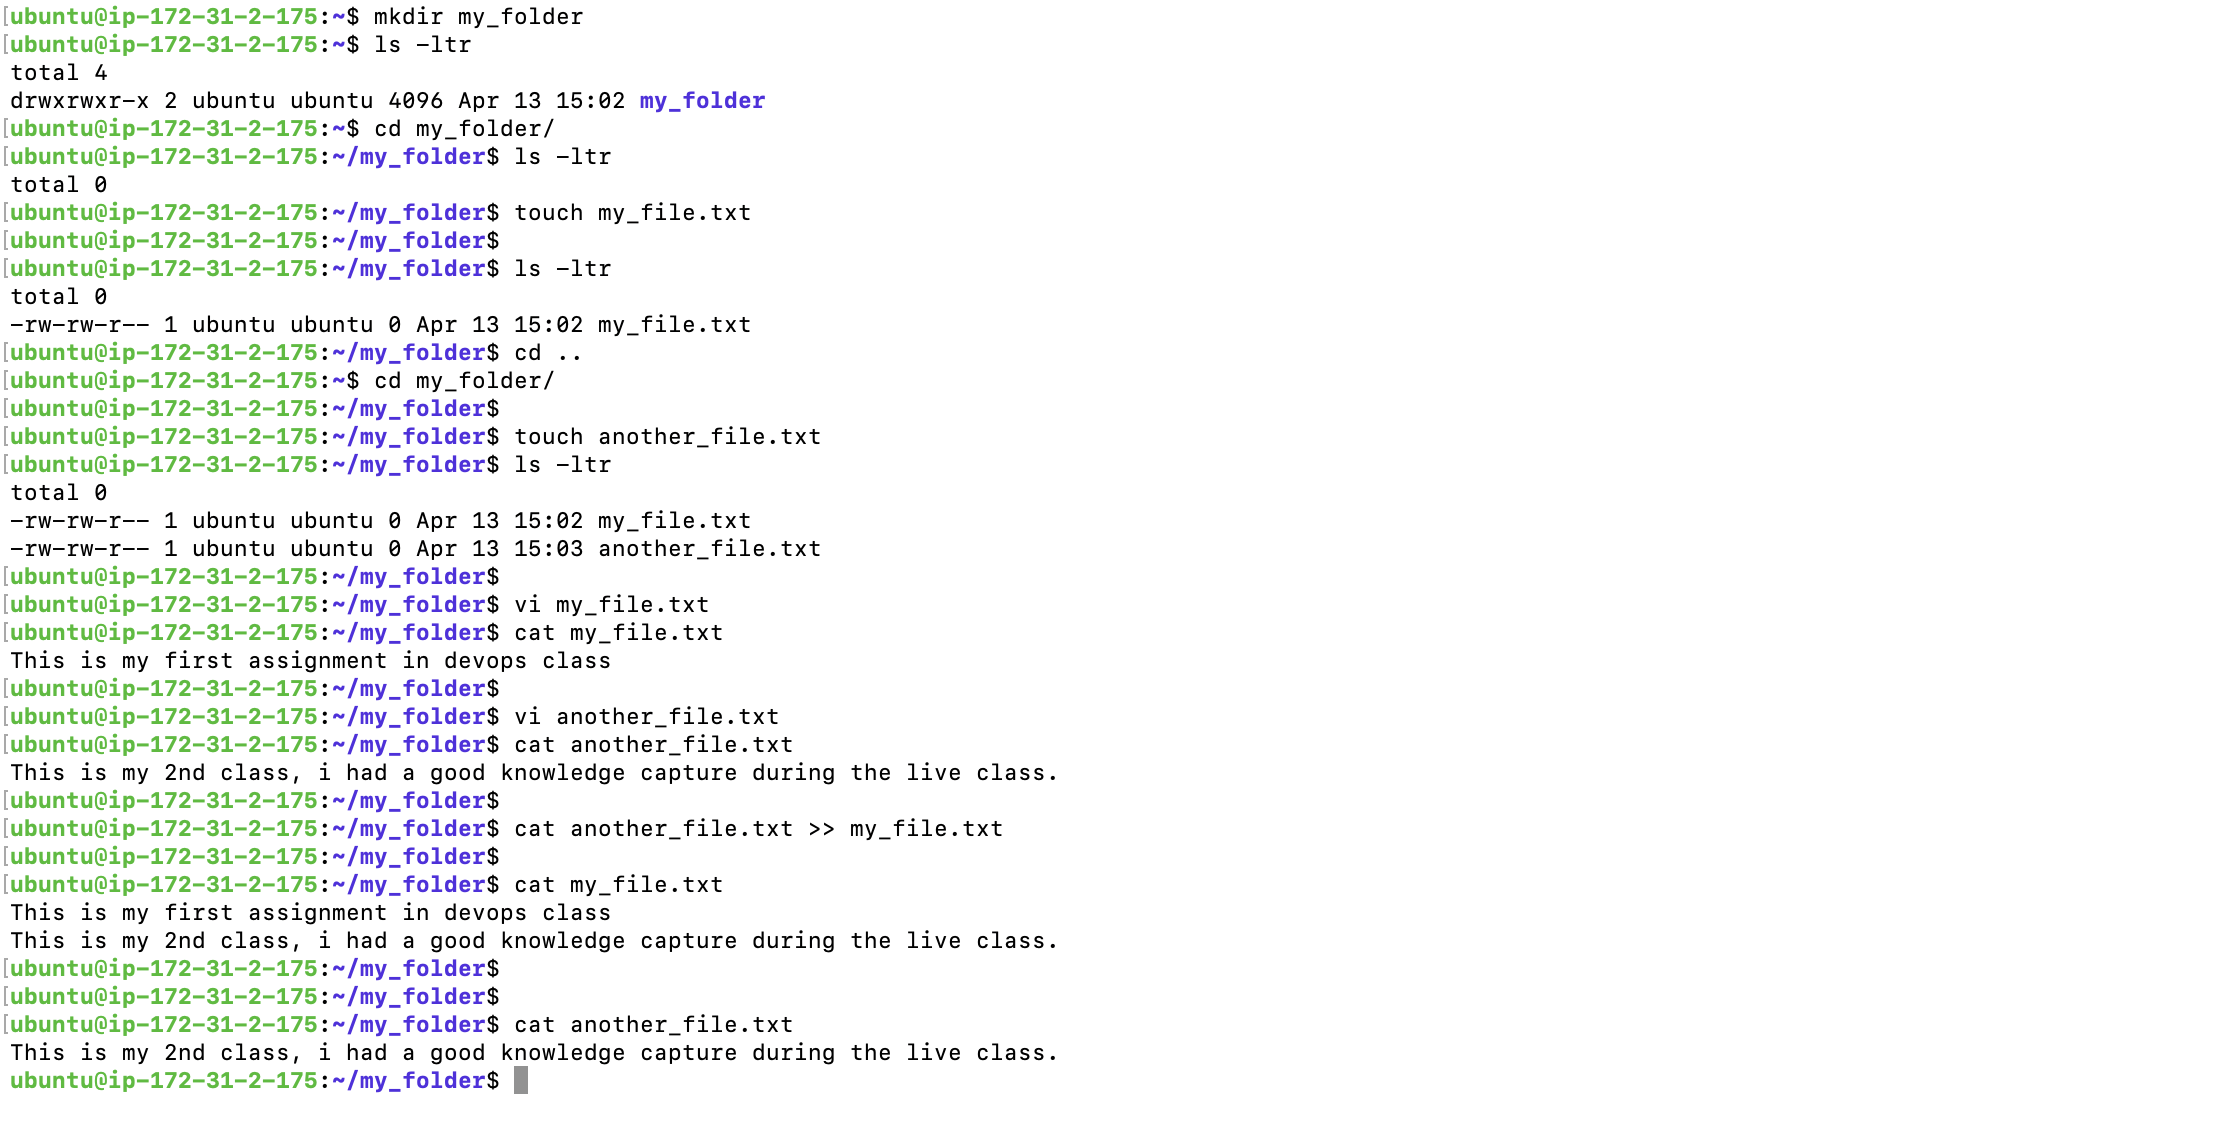 [ubuntu@ip-172-31-2-175:~$ mkdir my_folder
[ubuntu@ip-172-31-2-175:~$ ls -ltr
total 4
drwxrwxr-x 2 ubuntu ubuntu 4096 Apr 13 15:02 my_folder
[ubuntu@ip-172-31-2-175:~$ cd my_folder/
[ubuntu@ip-172-31-2-175:~/my_folder$ ls -ltr
total 0
[ubuntu@ip-172-31-2-175:~/my_folder$ touch my_file.txt
[ubuntu@ip-172-31-2-175:~/my_folder$
[ubuntu@ip-172-31-2-175:~/my_folder$ ls -ltr
total 0
-rw-rw-r-- 1 ubuntu ubuntu 0 Apr 13 15:02 my_file.txt
[ubuntu@ip-172-31-2-175:~/my_folder$ cd ..
[ubuntu@ip-172-31-2-175:~$ cd my_folder/
[ubuntu@ip-172-31-2-175:~/my_folder$
[ubuntu@ip-172-31-2-175:~/my_folder$ touch another_file.txt
[ubuntu@ip-172-31-2-175:~/my_folder$ ls -ltr
total 0
-rw-rw-r-- 1 ubuntu ubuntu 0 Apr 13 15:02 my_file.txt
-rw-rw-r-- 1 ubuntu ubuntu 0 Apr 13 15:03 another_file.txt
[ubuntu@ip-172-31-2-175:~/my_folder$
[ubuntu@ip-172-31-2-175:~/my_folder$ vi my_file.txt
[ubuntu@ip-172-31-2-175:~/my_folder$ cat my_file.txt
This is my first assignment in devops class
[ubuntu@ip-172-31-2-175:~/my_folder$
[ubuntu@ip-172-31-2-175:~/my_folder$ vi another_file.txt
[ubuntu@ip-172-31-2-175:~/my_folder$ cat another_file.txt
This is my 2nd class, i had a good knowledge capture during the live class.
[ubuntu@ip-172-31-2-175:~/my_folder$
[ubuntu@ip-172-31-2-175:~/my_folder$ cat another_file.txt >> my_file.txt
[ubuntu@ip-172-31-2-175:~/my_folder$
[ubuntu@ip-172-31-2-175:~/my_folder$ cat my_file.txt
This is my first assignment in devops class
This is my 2nd class, i had a good knowledge capture during the live class.
[ubuntu@ip-172-31-2-175:~/my_folder$
[ubuntu@ip-172-31-2-175:~/my_folder$
[ubuntu@ip-172-31-2-175:~/my_folder$ cat another_file.txt
This is my 2nd class, i had a good knowledge capture during the live class.
ubuntu@ip-172-31-2-175:~/my_folder$